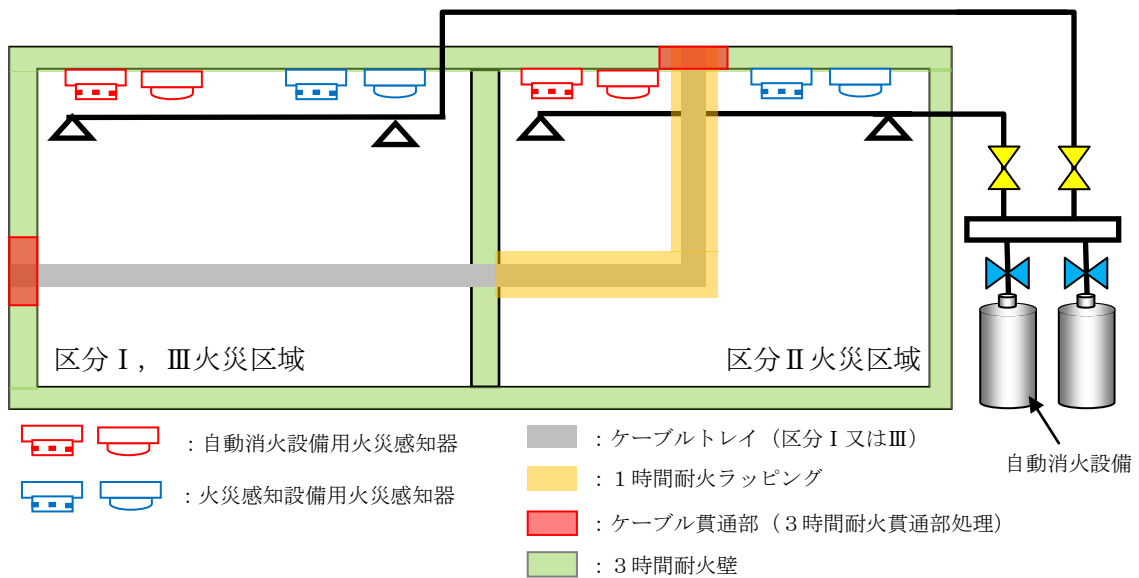 区分Ⅰ，Ⅲ火災区域
区分Ⅱ火災区域
：自動消火設備用火災感知器
：火災感知設備用火災感知器
：ケーブルトレイ（区分Ⅰ又はⅢ）
：１時間耐火ラッピング
：ケーブル貫通部（３時間耐火貫通部処理）
：３時間耐火壁
自動消火設備